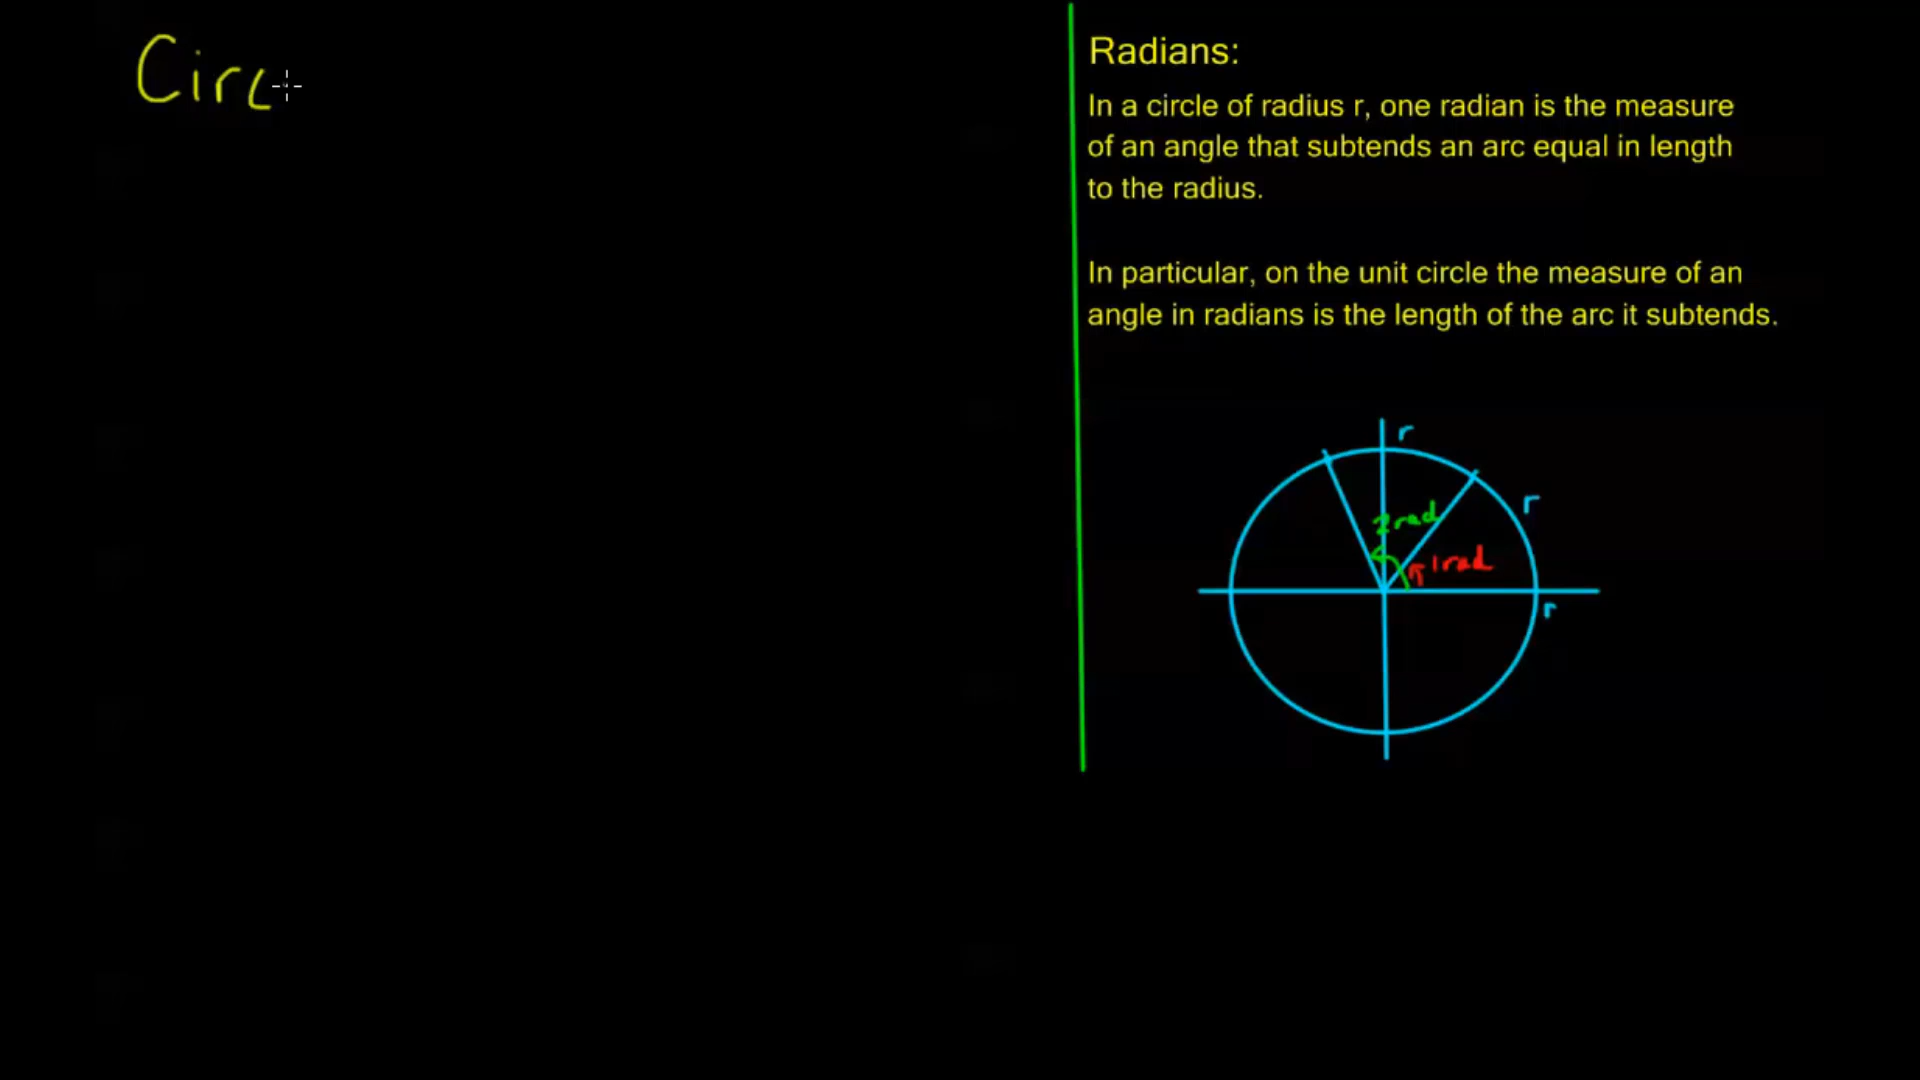 Circ
Radians:
In a circle of radius r, one radian is the measure
of an angle that subtends an arc equal in length
to the radius.
In particular, on the unit circle the measure of an
angle in radians is the length of the arc it subtends.
r
r
2 rad
1 rad
r